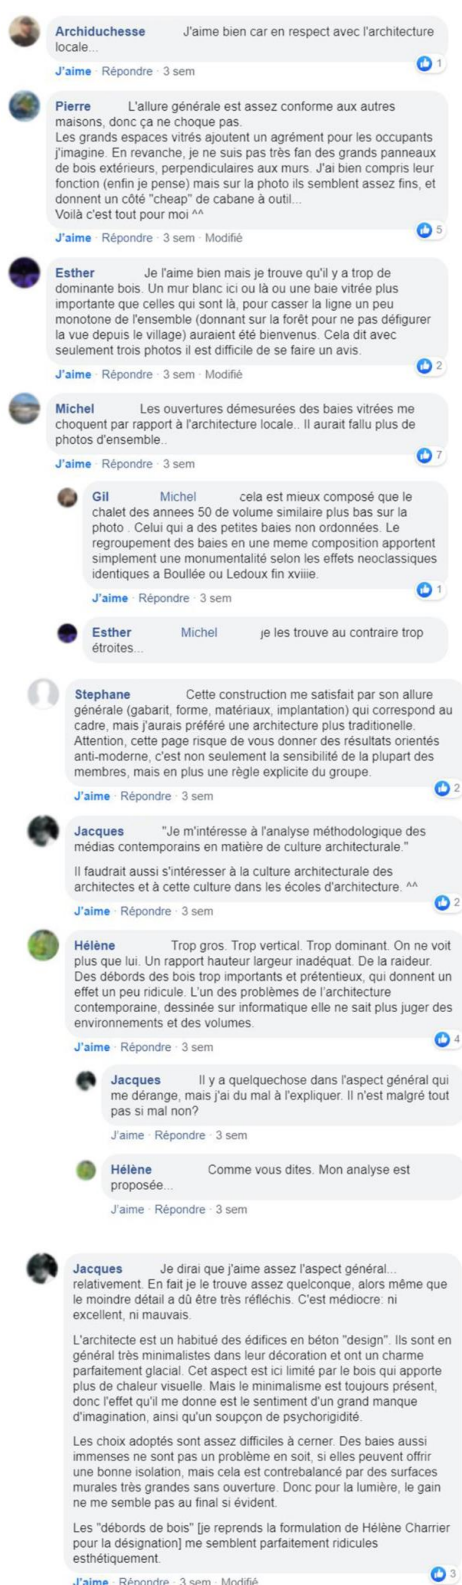 Archiduchesse J'aime bien car en respect avec l'architecture
locale...
1
J'aime · Répondre · 3 sem
Pierre L'allure générale est assez conforme aux autres
maisons, donc ça ne choque pas.
Les grands espaces vitrés ajoutent un agrément pour les occupants
j'imagine. En revanche, je ne suis pas très fan des grands panneaux
de bois extérieurs, perpendiculaires aux murs. J'ai bien compris leur
fonction (enfin je pense) mais sur la photo ils semblent assez fins, et
donnent un côté "cheap" de cabane à outil...
Voilà c'est tout pour moi ^^
5
J'aime · Répondre · 3 sem · Modifié
Esther Je l'aime bien mais je trouve qu'il y a trop de
dominante bois. Un mur blanc ici ou là ou une baie vitrée plus
importante que celles qui sont là, pour casser la ligne un peu
monotone de l'ensemble (donnant sur la forêt pour ne pas défigurer
la vue depuis le village) auraient été bienvenus. Cela dit avec
seulement trois photos il est difficile de se faire un avis.
2
J'aime · Répondre · 3 sem · Modifié
Michel Les ouvertures démesurées des baies vitrées me
choquent par rapport à l'architecture locale.. Il aurait fallu plus de
photos d'ensemble..
7
J'aime · Répondre · 3 sem
Gil Michel cela est mieux composé que le
chalet des annees 50 de volume similaire plus bas sur la
photo . Celui qui a des petites baies non ordonnées. Le
regroupement des baies en une meme composition apportent
simplement une monumentalité selon les effets neoclassiques
identiques a Boullée ou Ledoux fin xviiie.
1
J'aime · Répondre · 3 sem
Esther Michel je les trouve au contraire trop
étroites...
Stephane Cette construction me satisfait par son allure
générale (gabarit, forme, matériaux, implantation) qui correspond au
cadre, mais j'aurais préféré une architecture plus traditionelle.
Attention, cette page risque de vous donner des résultats orientés
anti-moderne, c'est non seulement la sensibilité de la plupart des
membres, mais en plus une règle explicite du groupe.
2
J'aime · Répondre · 3 sem
Jacques "Je m'intéresse à l'analyse méthodologique des
médias contemporains en matière de culture architecturale."
Il faudrait aussi s'intéresser à la culture architecturale des
architectes et à cette culture dans les écoles d'architecture. ^^
2
J'aime · Répondre · 3 sem
Hélène Trop gros. Trop vertical. Trop dominant. On ne voit
plus que lui. Un rapport hauteur largeur inadéquat. De la raideur.
Des débords des bois trop importants et prétentieux, qui donnent un
effet un peu ridicule. L'un des problèmes de l'architecture
contemporaine, dessinée sur informatique elle ne sait plus juger des
environnements et des volumes.
4
J'aime · Répondre · 3 sem
Jacques Il y a quelquechose dans l'aspect général qui
me dérange, mais j'ai du mal à l'expliquer. Il n'est malgré tout
pas si mal non?
J'aime · Répondre · 3 sem
Hélène Comme vous dites. Mon analyse est
proposée...
J'aime · Répondre · 3 sem
Jacques Je dirai que j'aime assez l'aspect général...
relativement. En fait je le trouve assez quelconque, alors même que
le moindre détail a dû être très réfléchis. C'est médiocre: ni
excellent, ni mauvais.
L'architecte est un habitué des édifices en béton "design". Ils sont en
général très minimalistes dans leur décoration et ont un charme
parfaitement glacial. Cet aspect est ici limité par le bois qui apporte
plus de chaleur visuelle. Mais le minimalisme est toujours présent,
donc l'effet qu'il me donne est le sentiment d'un grand manque
d'imagination, ainsi qu'un soupçon de psychorigidité.
Les choix adoptés sont assez difficiles à cerner. Des baies aussi
immenses ne sont pas un problème en soit, si elles peuvent offrir
une bonne isolation, mais cela est contrebalancé par des surfaces
murales très grandes sans ouverture. Donc pour la lumière, le gain
ne me semble pas au final si évident.
Les "débords de bois" [je reprends la formulation de Hélène Charrier
pour la désignation] me semblent parfaitement ridicules
esthétiquement.
3
J'aime · Répondre · 3 sem · Modifié